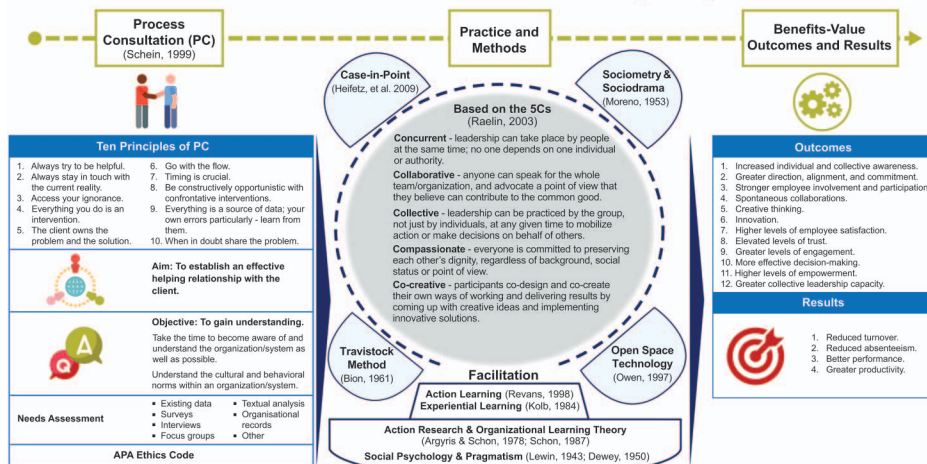 Process
Consultation (PC)
(Schein, 1999)
Practice and
Methods
Benefits-Value
Outcomes and Results
Ten Principles of PC
1. Always try to be helpful.
2. Always stay in touch with
the current reality.
3. Access your ignorance.
4. Everything you do is an
intervention.
5. The client owns the
problem and the solution.
6. Go with the flow.
7. Timing is crucial.
8. Be constructively opportunistic with
confrontative interventions.
9. Everything is a source of data; your
own errors particularly - learn from
them.
10. When in doubt share the problem.
Aim: To establish an effective
helping relationship with the
client.
Q
A
Objective: To gain understanding.
Take the time to become aware of and
understand the organization/system as
well as possible.
Understand the cultural and behavioral
norms within an organization/system.
Needs Assessment
▪ Existing data
▪ Surveys
▪ Interviews
▪ Focus groups
▪ Textual analysis
▪ Organisational
records
▪ Other
APA Ethics Code
Case-in-Point
(Heifetz, et al. 2009)
Sociometry &
Sociodrama
(Moreno, 1953)
Based on the 5Cs
(Raelin, 2003)
Concurrent - leadership can take place by people
at the same time; no one depends on one individual
or authority.
Collaborative - anyone can speak for the whole
team/organization, and advocate a point of view that
they believe can contribute to the common good.
Collective - leadership can be practiced by the group,
not just by individuals, at any given time to mobilize
action or make decisions on behalf of others.
Compassionate - everyone is committed to preserving
each other's dignity, regardless of background, social
status or point of view.
Co-creative - participants co-design and co-create
their own ways of working and delivering results by
coming up with creative ideas and implementing
innovative solutions.
Travistock
Method
(Bion, 1961)
Open Space
Technology
(Owen, 1997)
Facilitation
Action Learning (Revans, 1998)
Experiential Learning (Kolb, 1984)
Action Research & Organizational Learning Theory
(Argyris & Schon, 1978; Schon, 1987)
Social Psychology & Pragmatism (Lewin, 1943; Dewey, 1950)
Outcomes
1. Increased individual and collective awareness.
2. Greater direction, alignment, and commitment.
3. Stronger employee involvement and participation
4. Spontaneous collaborations.
5. Creative thinking.
6. Innovation.
7. Higher levels of employee satisfaction.
8. Elevated levels of trust.
9. Greater levels of engagement.
10. More effective decision-making.
11. Higher levels of empowerment.
12. Greater collective leadership capacity.
Results
1. Reduced turnover.
2. Reduced absenteeism.
3. Better performance.
4. Greater productivity.